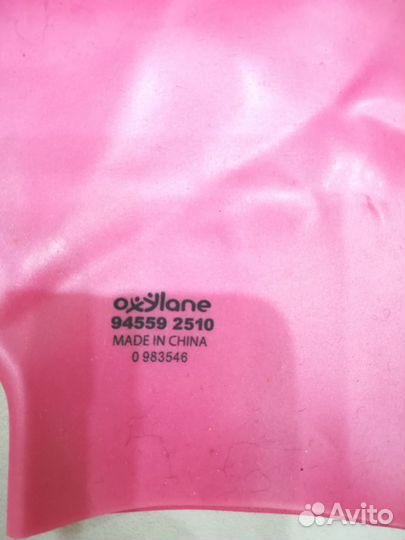 oxylane
94559 2510
MADE IN CHINA
0 983546
Avito